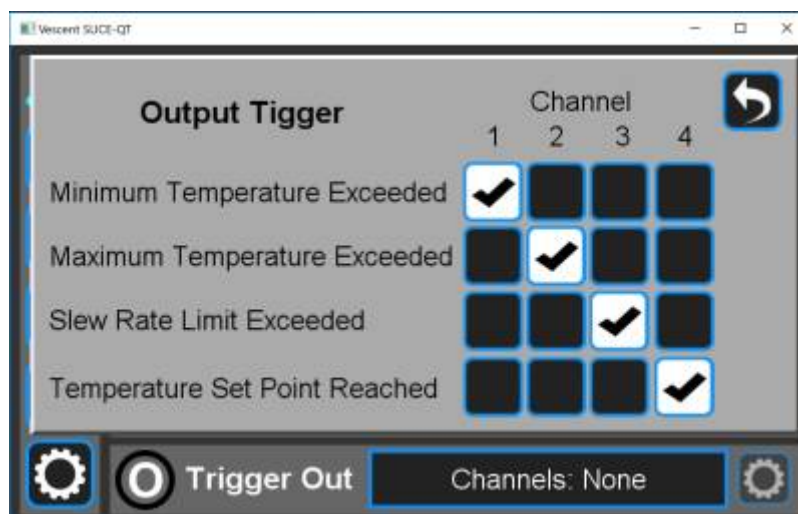 Vescent SLICE-QT
Output Tigger
Channel
1 2 3 4
Minimum Temperature Exceeded
Maximum Temperature Exceeded
Slew Rate Limit Exceeded
Temperature Set Point Reached
O Trigger Out Channels: None